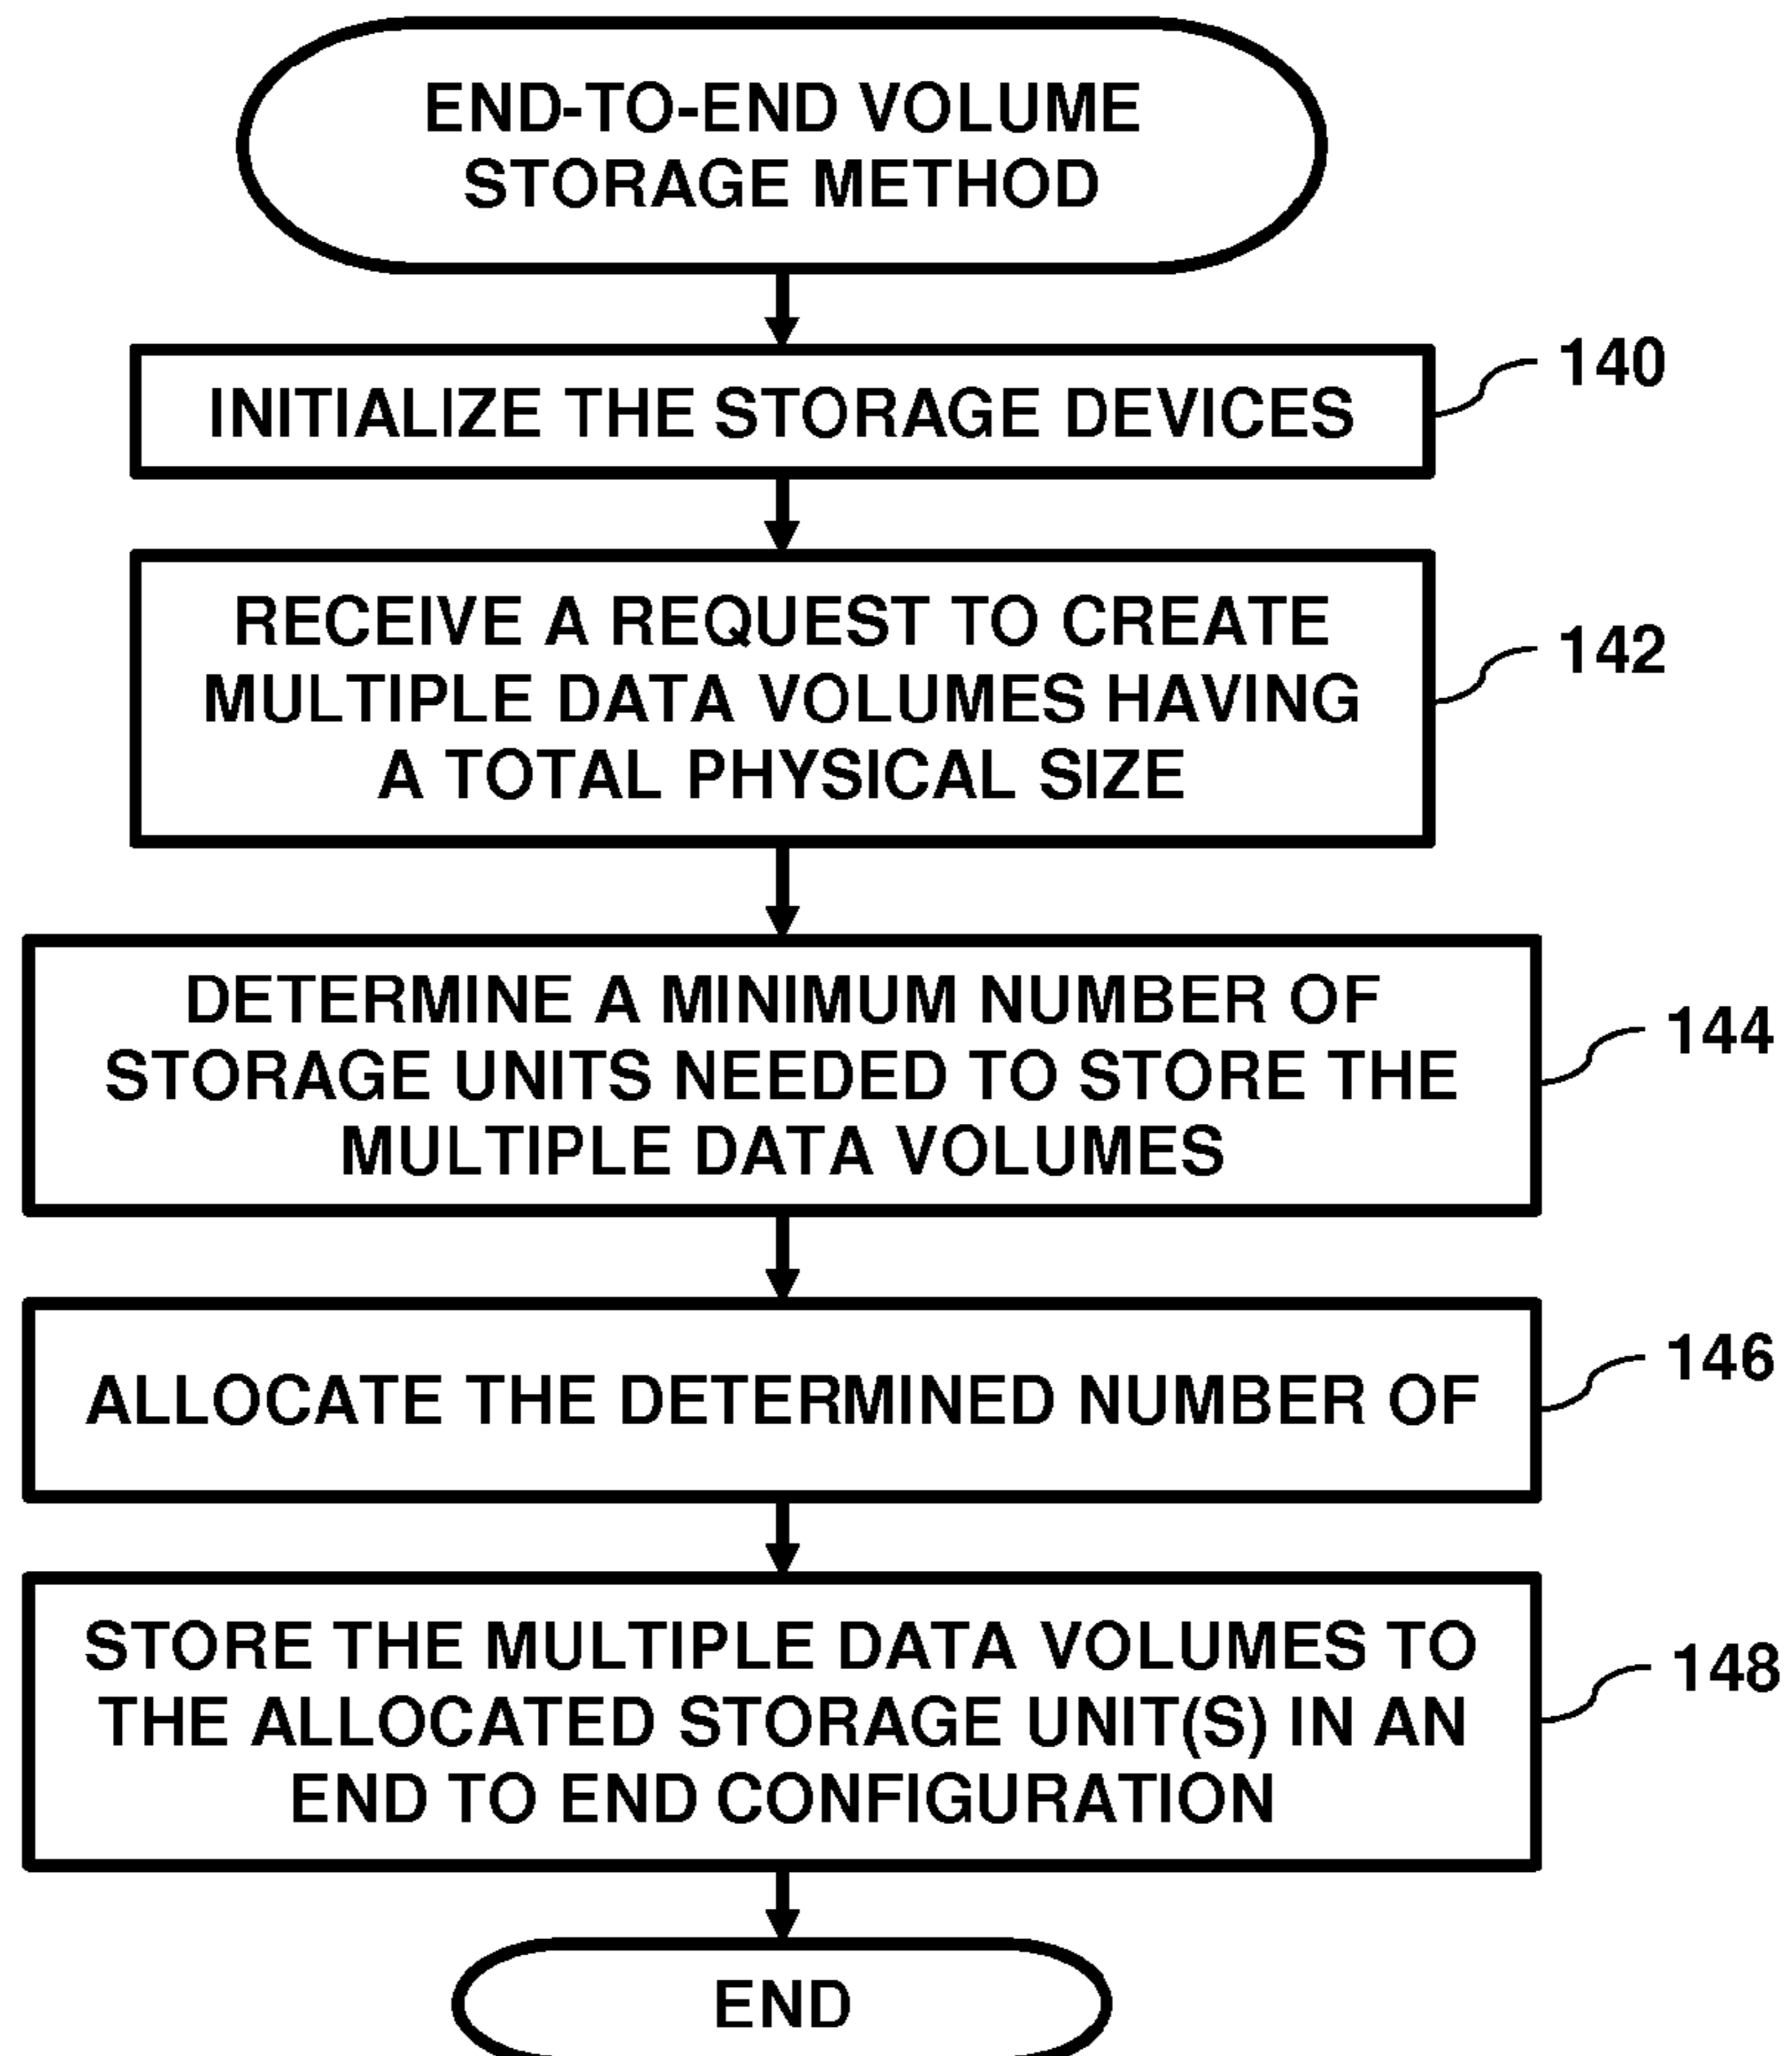 END-TO-END VOLUME
STORAGE METHOD
INITIALIZE THE STORAGE DEVICES
140
RECEIVE A REQUEST TO CREATE
MULTIPLE DATA VOLUMES HAVING
A TOTAL PHYSICAL SIZE
142
DETERMINE A MINIMUM NUMBER OF
STORAGE UNITS NEEDED TO STORE THE
MULTIPLE DATA VOLUMES
144
ALLOCATE THE DETERMINED NUMBER OF
146
STORE THE MULTIPLE DATA VOLUMES TO
THE ALLOCATED STORAGE UNIT(S) IN AN
END TO END CONFIGURATION
148
END